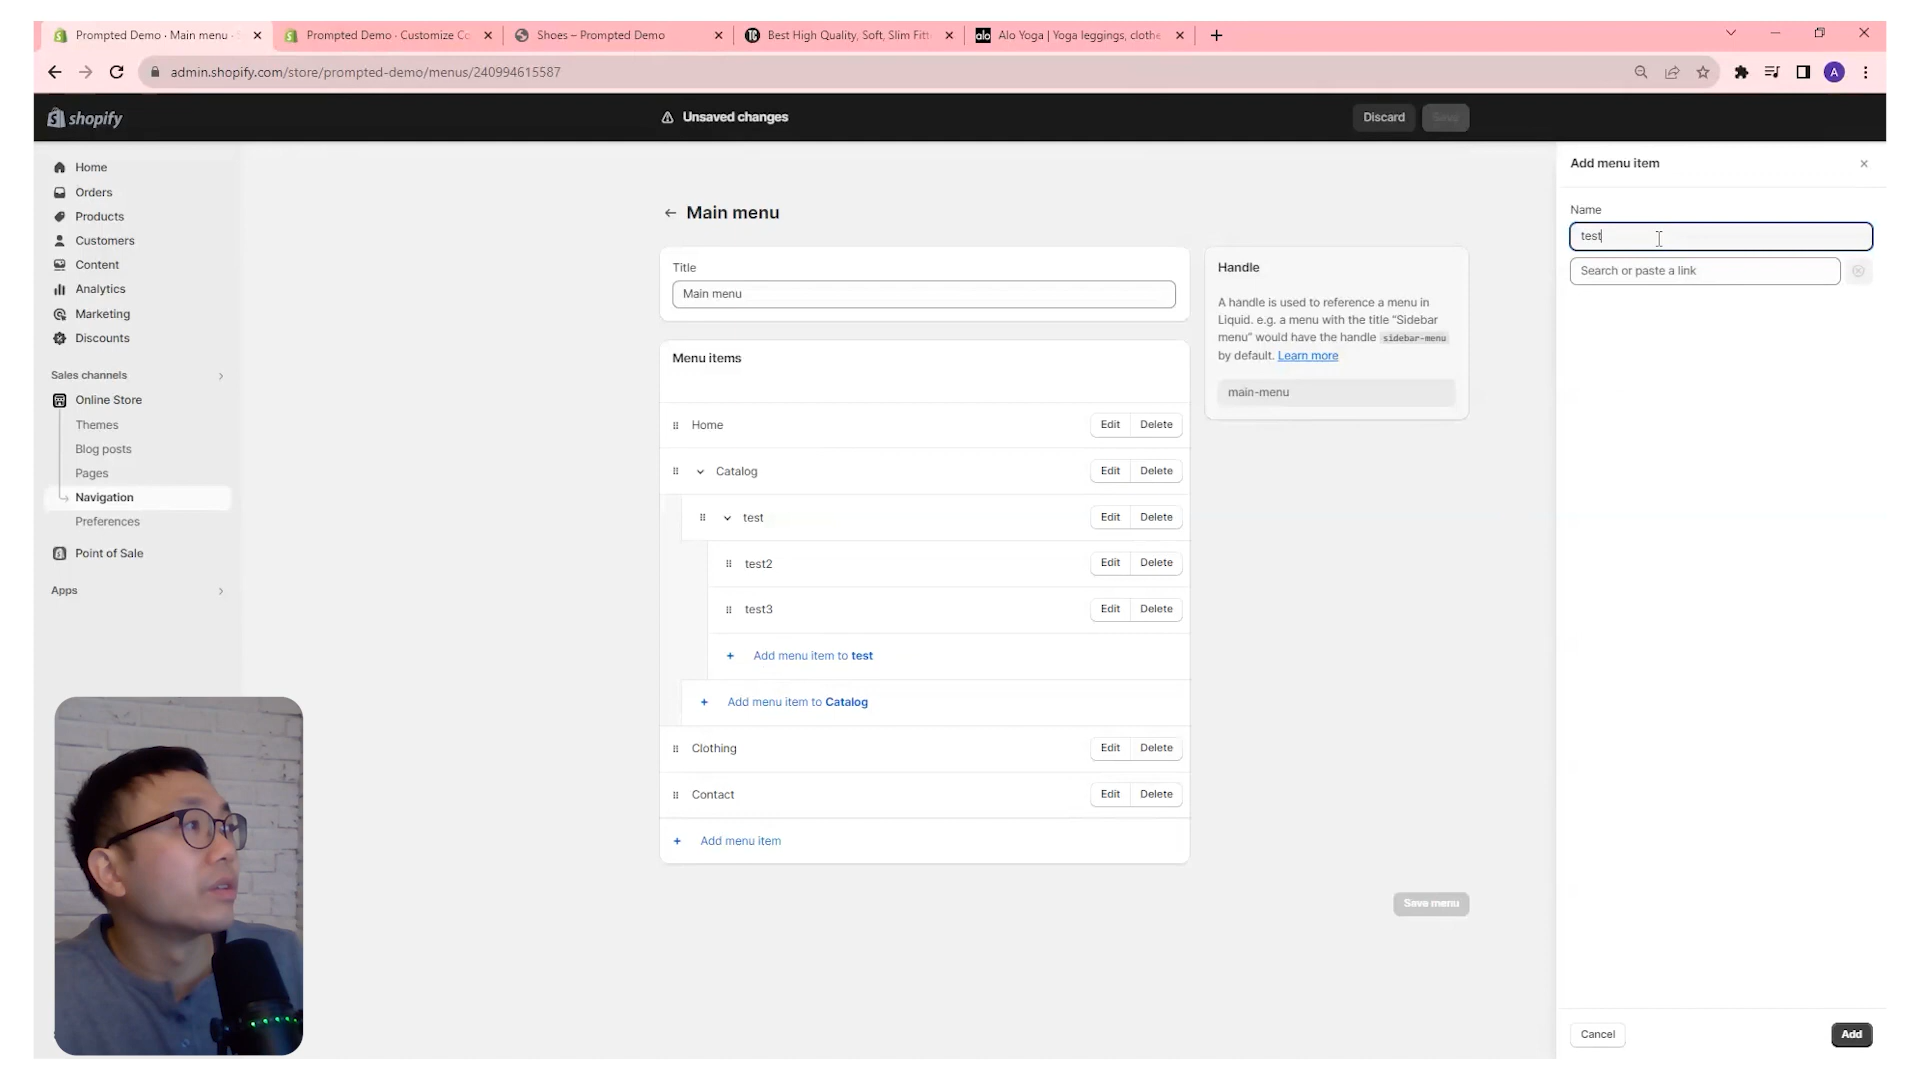 Prompted Demo · Main menu ·
Prompted Demo · Customize Co
Shoes – Prompted Demo
Best High Quality, Soft, Slim Fitt
alo
Alo Yoga | Yoga leggings, clothe
admin.shopify.com/store/prompted-demo/menus/240994615587
A
shopify
Unsaved changes
Discard
Save
Home
Orders
Products
Customers
Content
Analytics
Marketing
Discounts
Sales channels
Online Store
Themes
Blog posts
Pages
Navigation
Preferences
Point of Sale
Apps
Main menu
Title
Main menu
Menu items
Home
Edit
Delete
Catalog
Edit
Delete
test
Edit
Delete
test2
Edit
Delete
test3
Edit
Delete
Add menu item to test
Add menu item to Catalog
Clothing
Edit
Delete
Contact
Edit
Delete
Add menu item
Save menu
Handle
A handle is used to reference a menu in
Liquid. e.g. a menu with the title “Sidebar
menu” would have the handle sidebar-menu
by default. Learn more
main-menu
Add menu item
Name
test
Search or paste a link
Cancel
Add